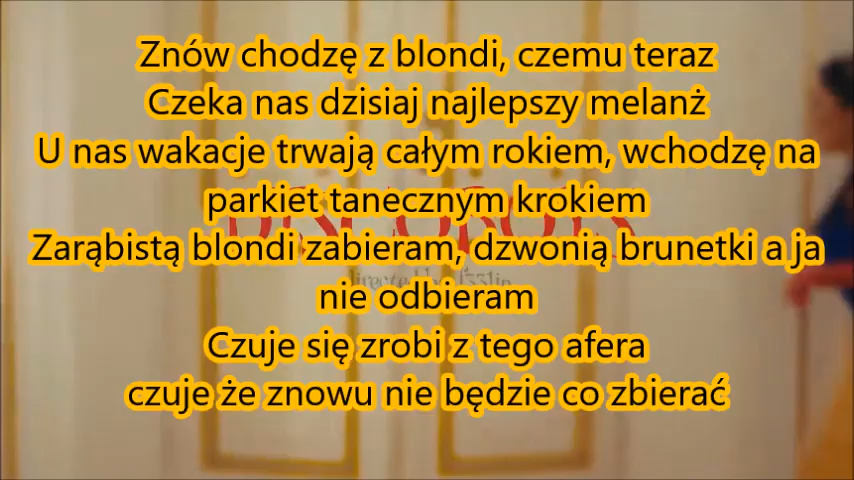 Znów chodzę z blondi, czemu teraz
Czeka nas dzisiaj najlepszy melanż
U nas wakacje trwają całym rokiem, wchodzę na
parkiet tanecznym krokiem
Zarąbistą blondi zabieram, dzwonią brunetki a ja
nie odbieram
Czuje się zrobi z tego afera
czuje że znowu nie będzie co zbierać